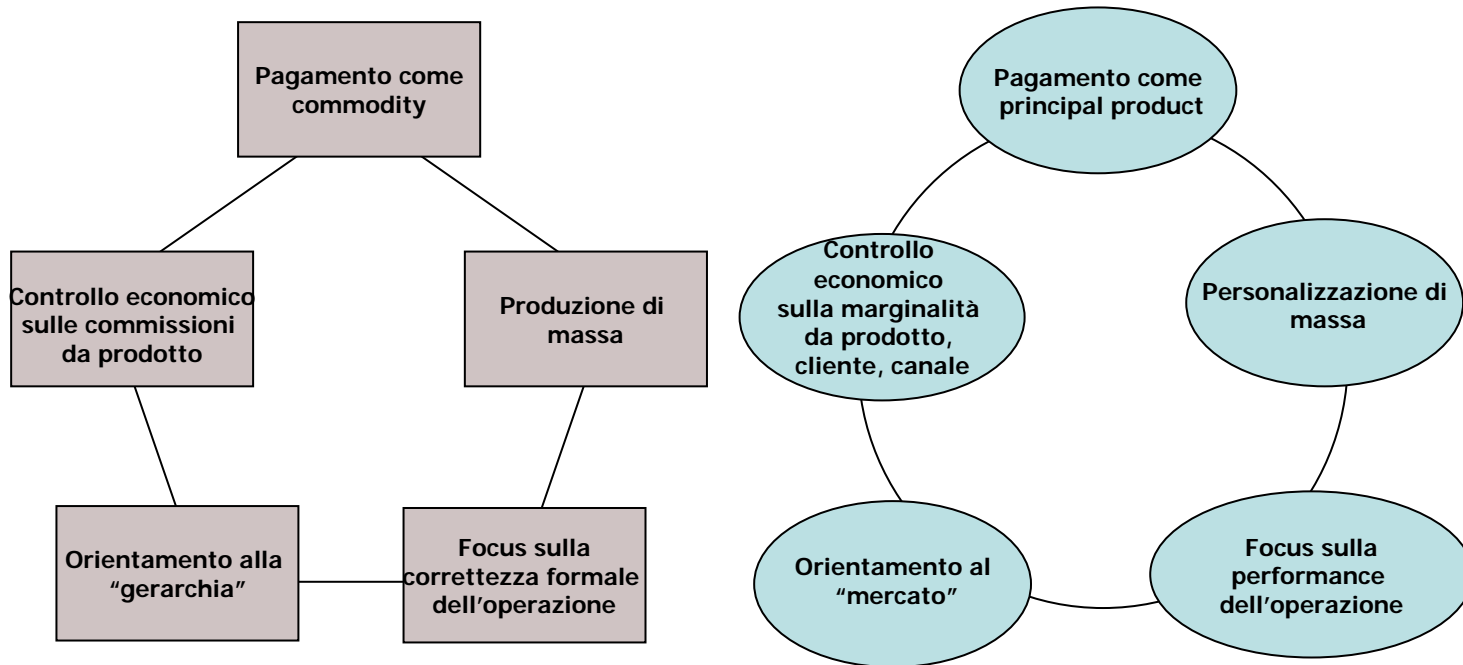 Pagamento come
commodity
Controllo economico
sulle commissioni
da prodotto
Produzione di
massa
Orientamento alla
“gerarchia”
Focus sulla
correttezza formale
dell’operazione
Pagamento come
principal product
Controllo
economico
sulla marginalità
da prodotto,
cliente, canale
Personalizzazione di
massa
Orientamento al
“mercato”
Focus sulla
performance
dell’operazione